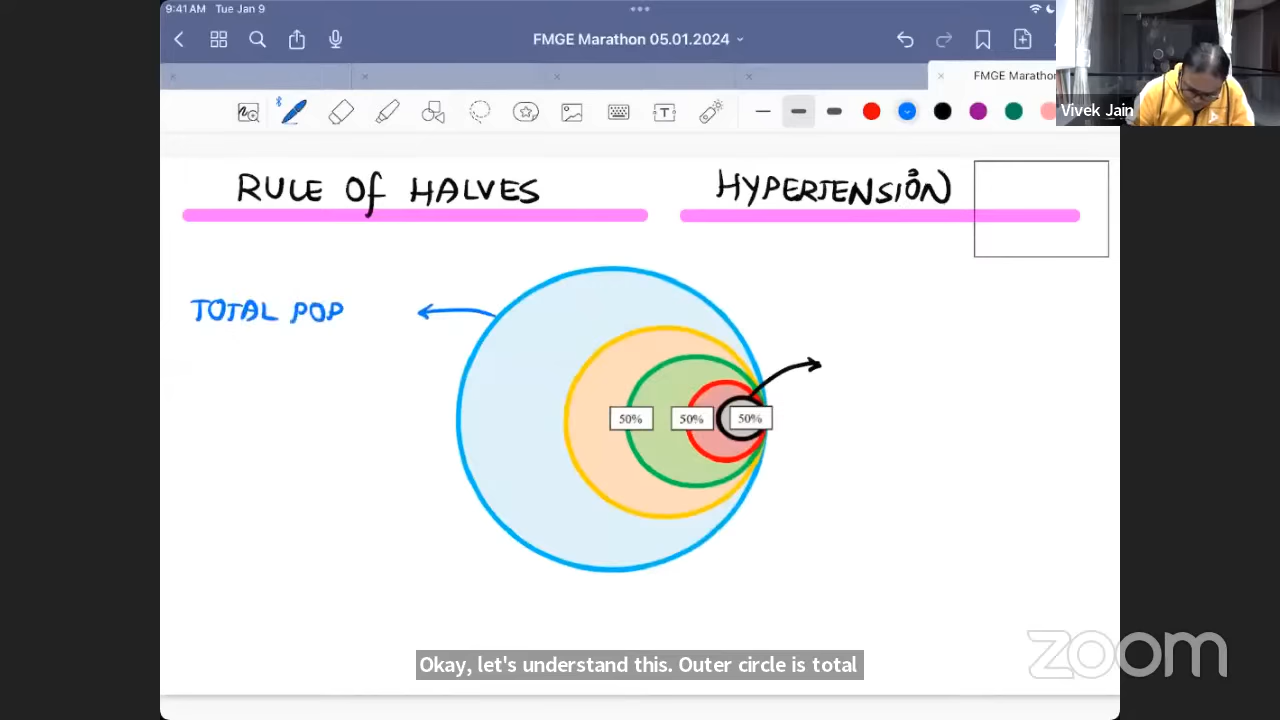 9:41 AM Tue Jan 9
FMGE Marathon 05.01.2024
FMGE Marathon
Vivek Jain
RULE Of HALVES
HYPERTENSION
TOTAL POP
50%
50%
50%
Okay, let's understand this. Outer circle is total
zoom